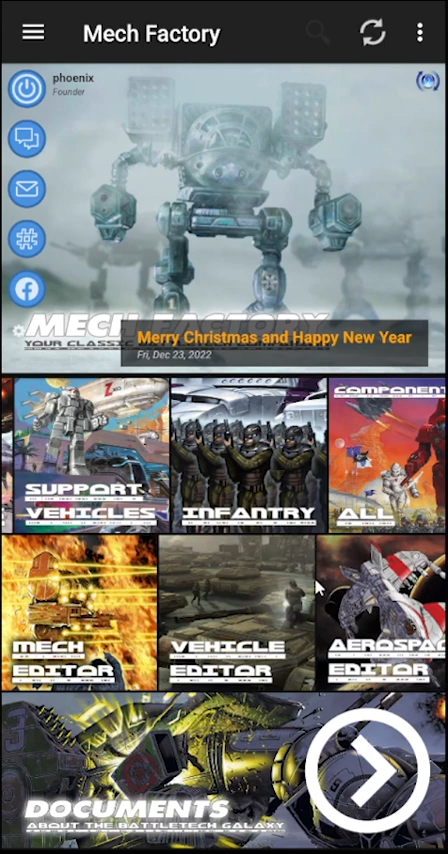 Mech Factory
phoenix
Founder
MECH FACTORY
YOUR CLASSIC
Merry Christmas and Happy New Year
Fri, Dec 23, 2022
SUPPORT
VEHICLES
INFANTRY
COMPONENT
ALL
MECH
EDITOR
VEHICLE
EDITOR
AEROSPAC
EDITOR
DOCUMENTS
ABOUT THE BATTLETECH GALAXY